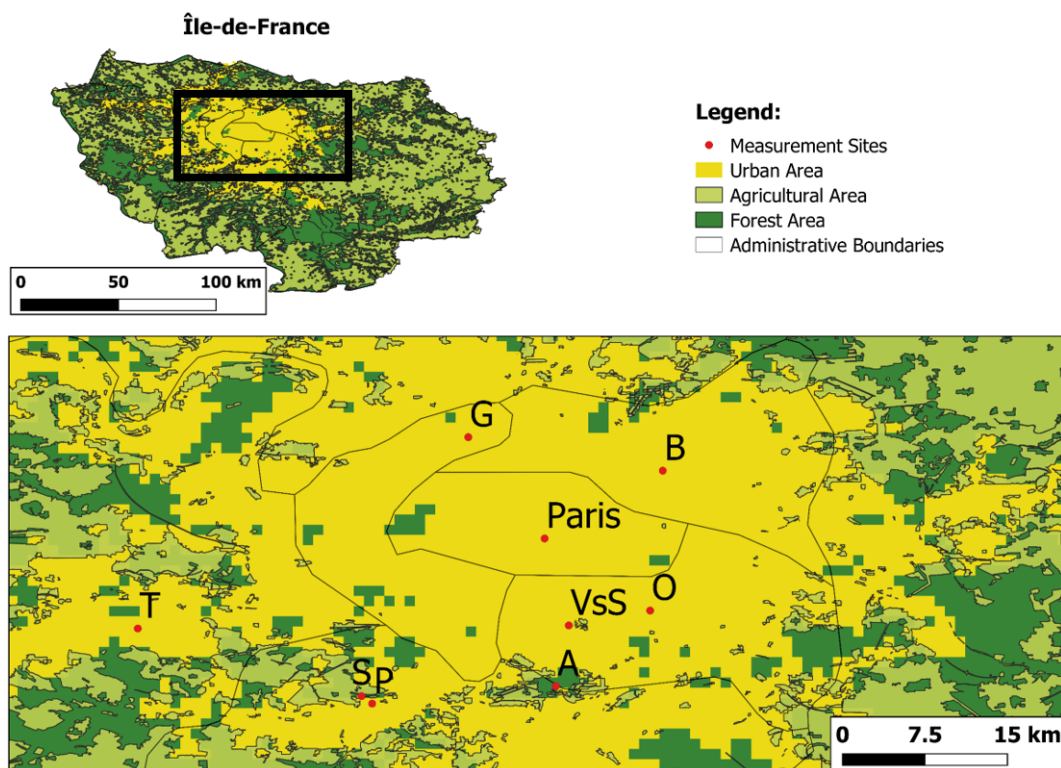 Île-de-France
0 50 100 km
Legend:
Measurement Sites
Urban Area
Agricultural Area
Forest Area
Administrative Boundaries
G
B
Paris
T
VsS
O
S
P
A
0 7.5 15 km